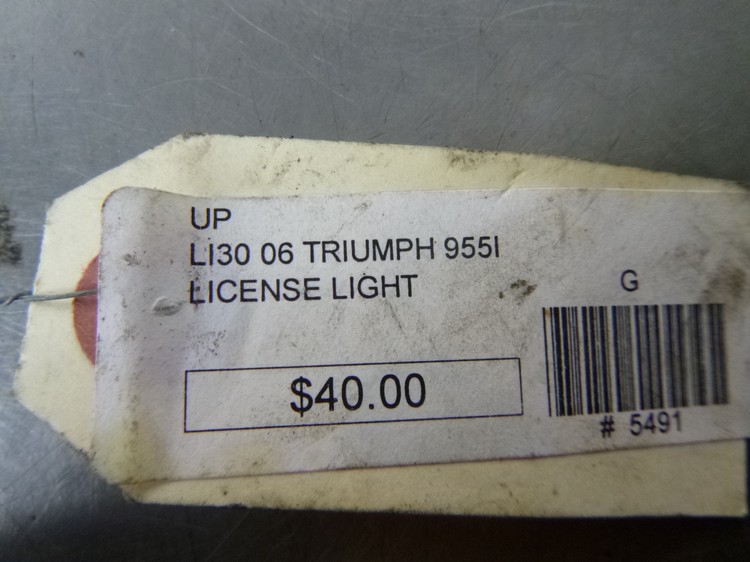 UP
LI30 06 TRIUMPH 955I
LICENSE LIGHT
G
$40.00
# 5491